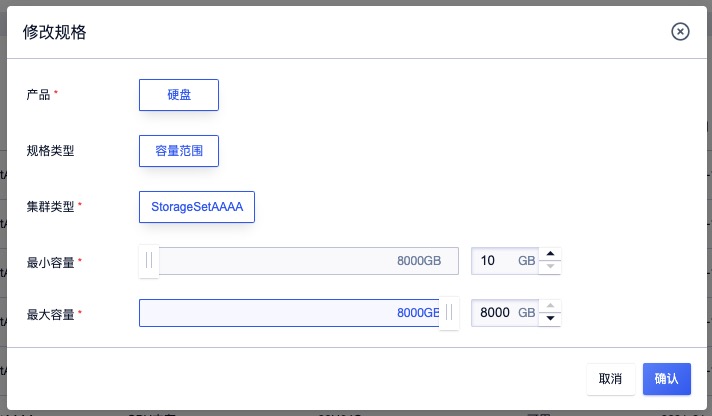 修改规格
产品 *
硬盘
规格类型
容量范围
集群类型 *
StorageSetAAAA
最小容量 *
8000GB
10 GB
最大容量 *
8000GB
8000 GB
取消
确认